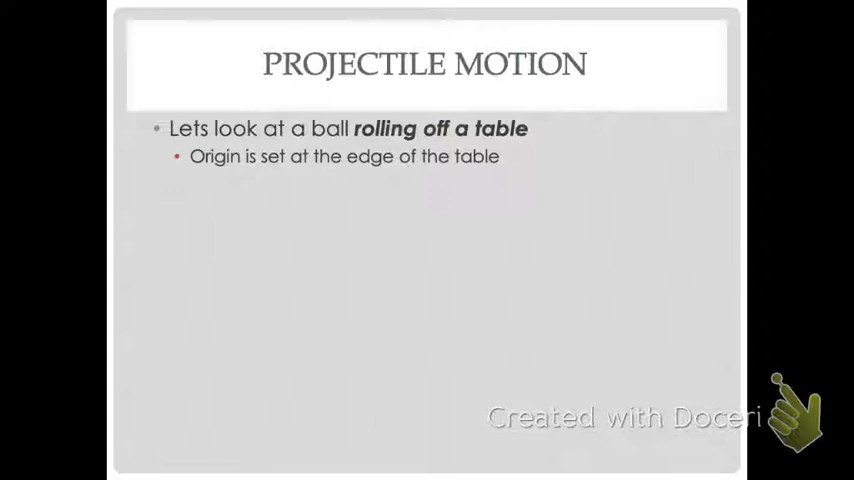 PROJECTILE MOTION
• Lets look at a ball rolling off a table
• Origin is set at the edge of the table
Created with Doceri